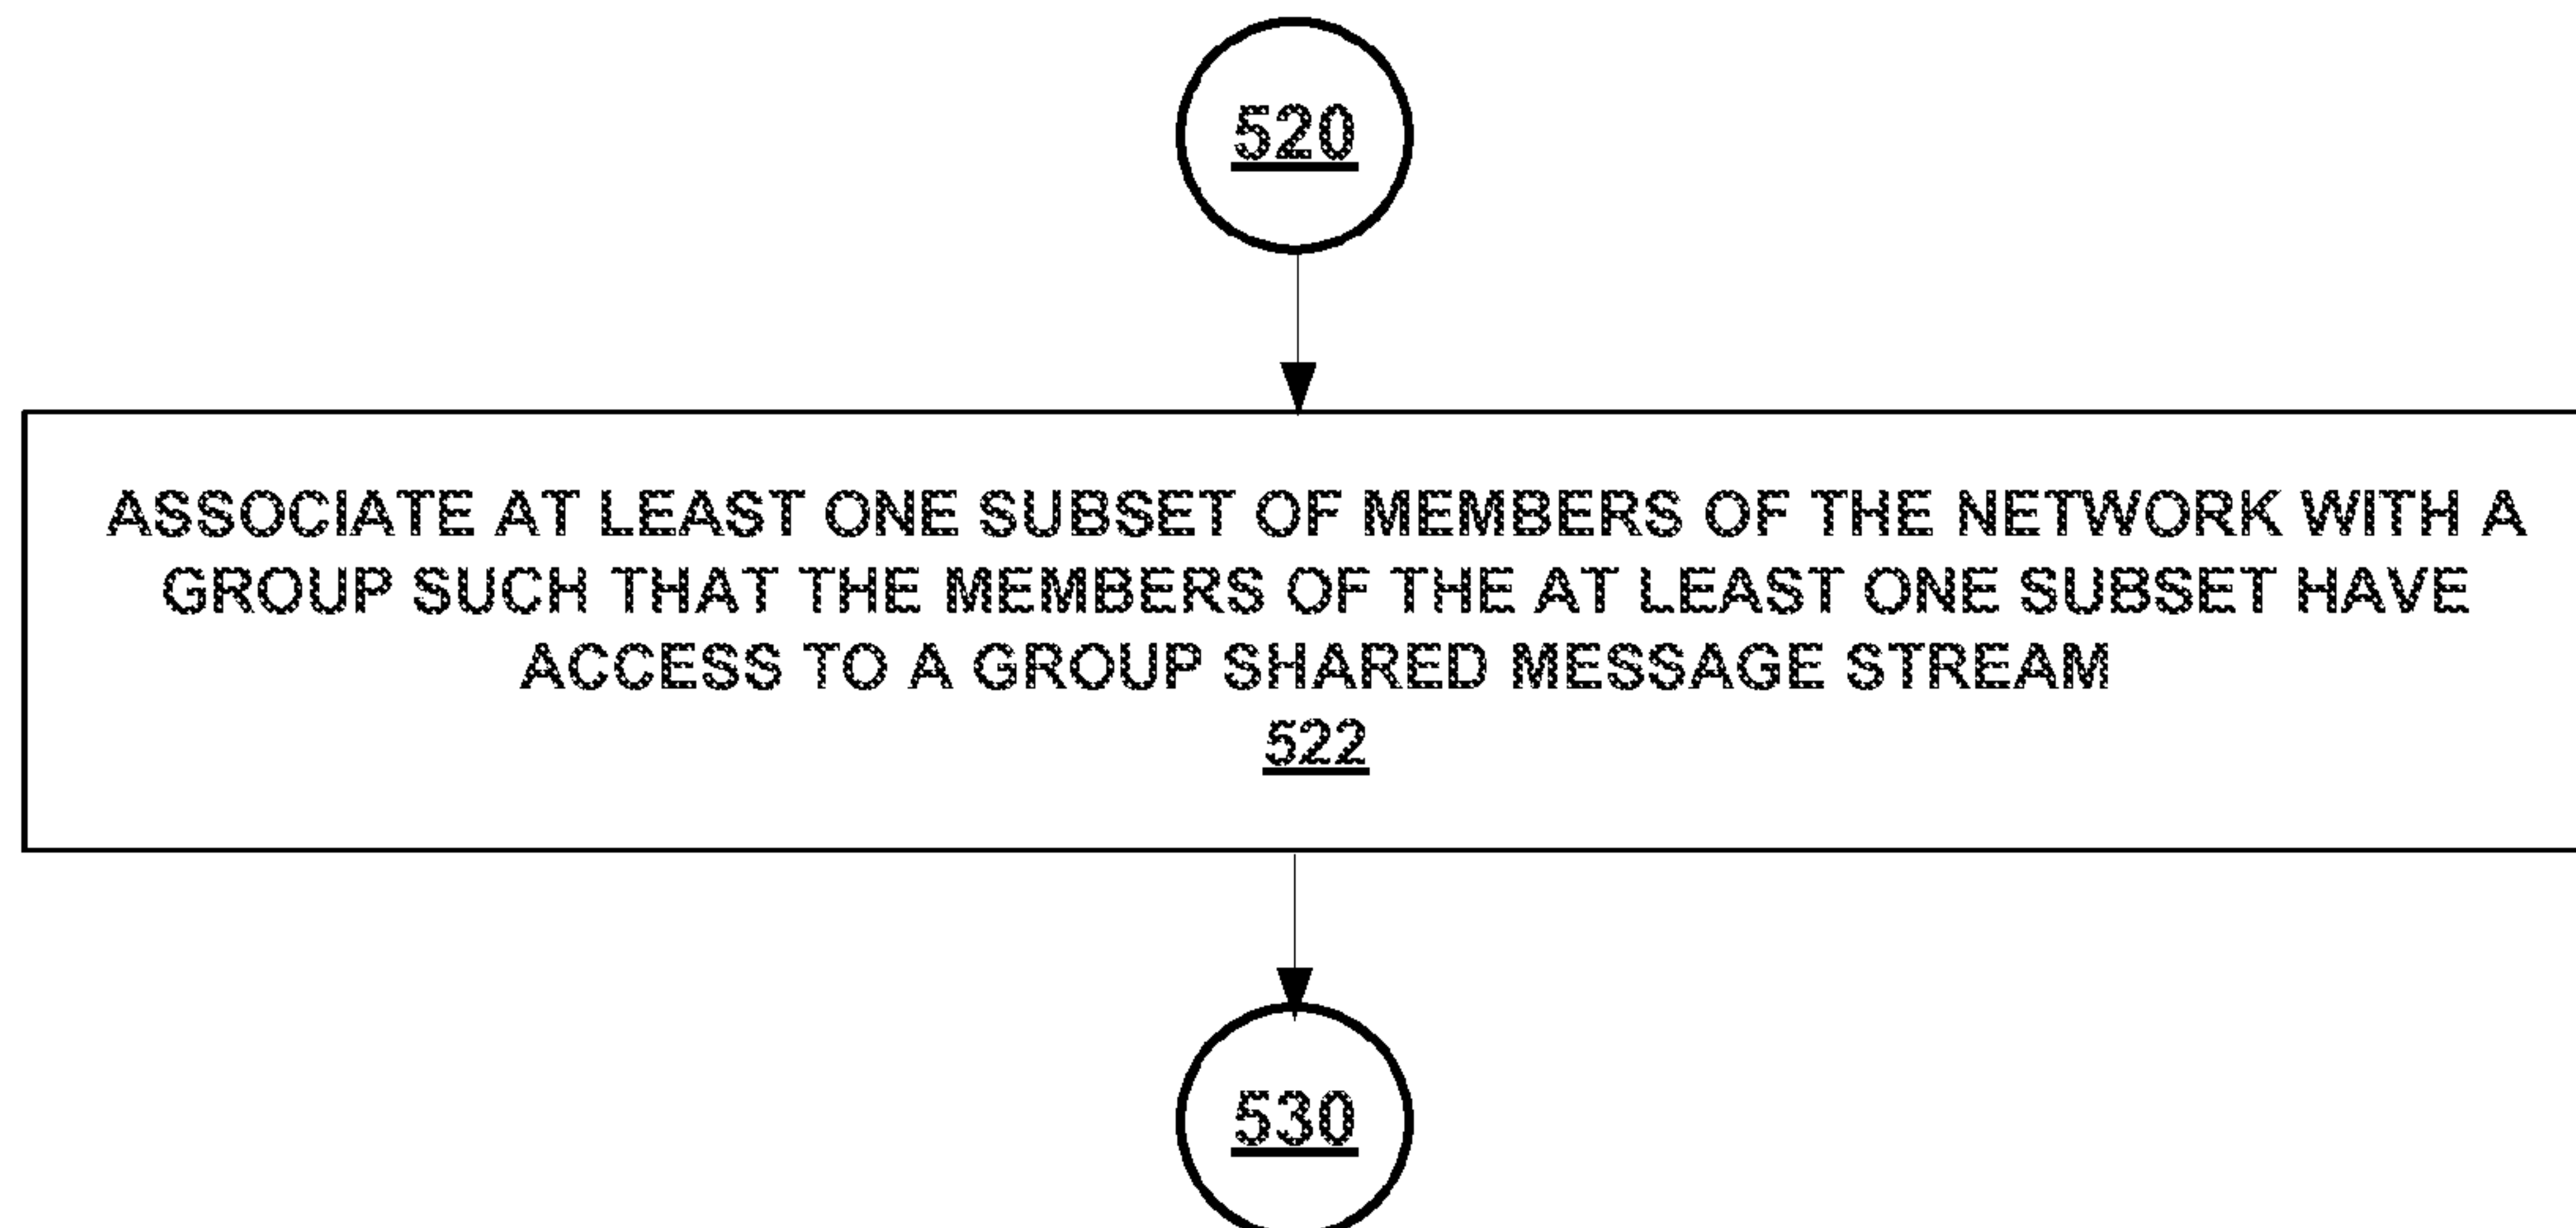 520
ASSOCIATE AT LEAST ONE SUBSET OF MEMBERS OF THE NETWORK WITH A
GROUP SUCH THAT THE MEMBERS OF THE AT LEAST ONE SUBSET HAVE
ACCESS TO A GROUP SHARED MESSAGE STREAM
522
530